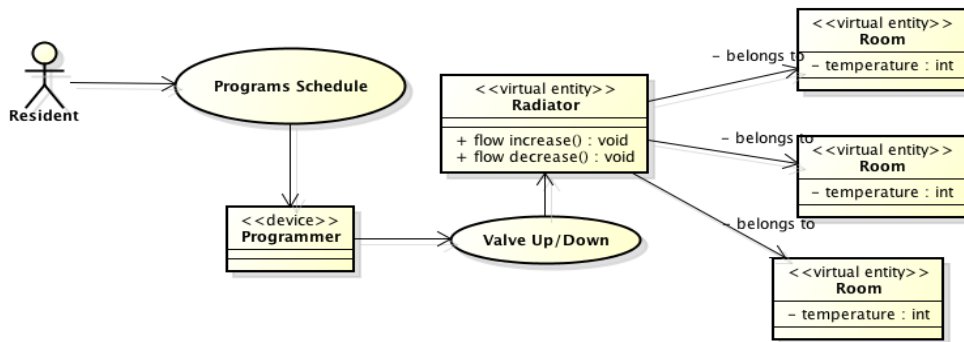 Resident
Programs Schedule
<<device>>
Programmer
Valve Up/Down
<<virtual entity>>
Radiator
+ flow increase() : void
+ flow decrease() : void
- belongs to
<<virtual entity>>
Room
- temperature : int
- belongs to
<<virtual entity>>
Room
- temperature : int
- belongs to
<<virtual entity>>
Room
- temperature : int